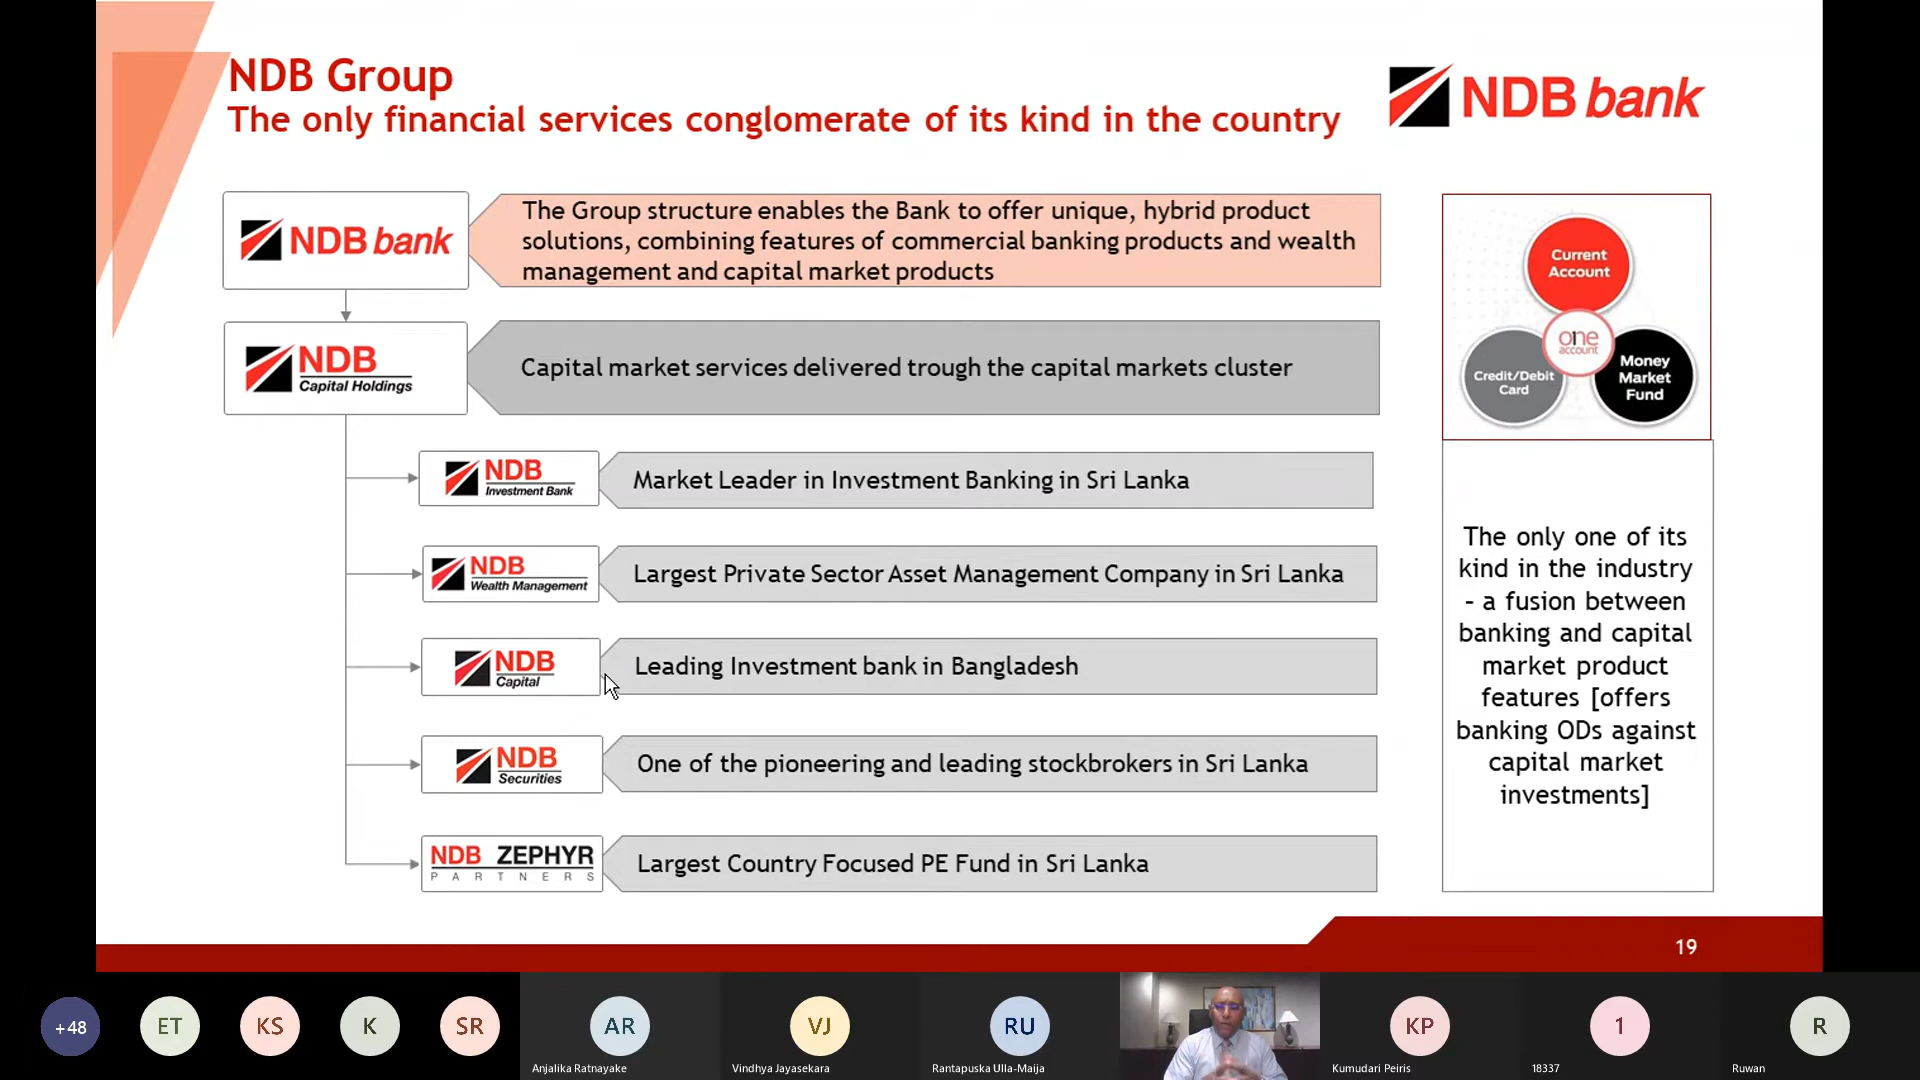 NDB Group
The only financial services conglomerate of its kind in the country
NDB bank
NDB bank
The Group structure enables the Bank to offer unique, hybrid product
solutions, combining features of commercial banking products and wealth
management and capital market products
NDB
Capital Holdings
Capital market services delivered trough the capital markets cluster
NDB
Investment Bank
Market Leader in Investment Banking in Sri Lanka
NDB
Wealth Management
Largest Private Sector Asset Management Company in Sri Lanka
NDB
Capital
Leading Investment bank in Bangladesh
NDB
Securities
One of the pioneering and leading stockbrokers in Sri Lanka
NDB ZEPHYR
PARTNERS
Largest Country Focused PE Fund in Sri Lanka
Current
Account
one
account
Credit/Debit
Card
Money
Market
Fund
The only one of its
kind in the industry
– a fusion between
banking and capital
market product
features [offers
banking ODs against
capital market
investments]
19
+48
ET
KS
K
SR
AR
Anjalika Ratnayake
VJ
Vindhya Jayasekara
RU
Rantapuska Ulla-Maija
KP
Kumudari Peiris
1
18337
R
Ruwan